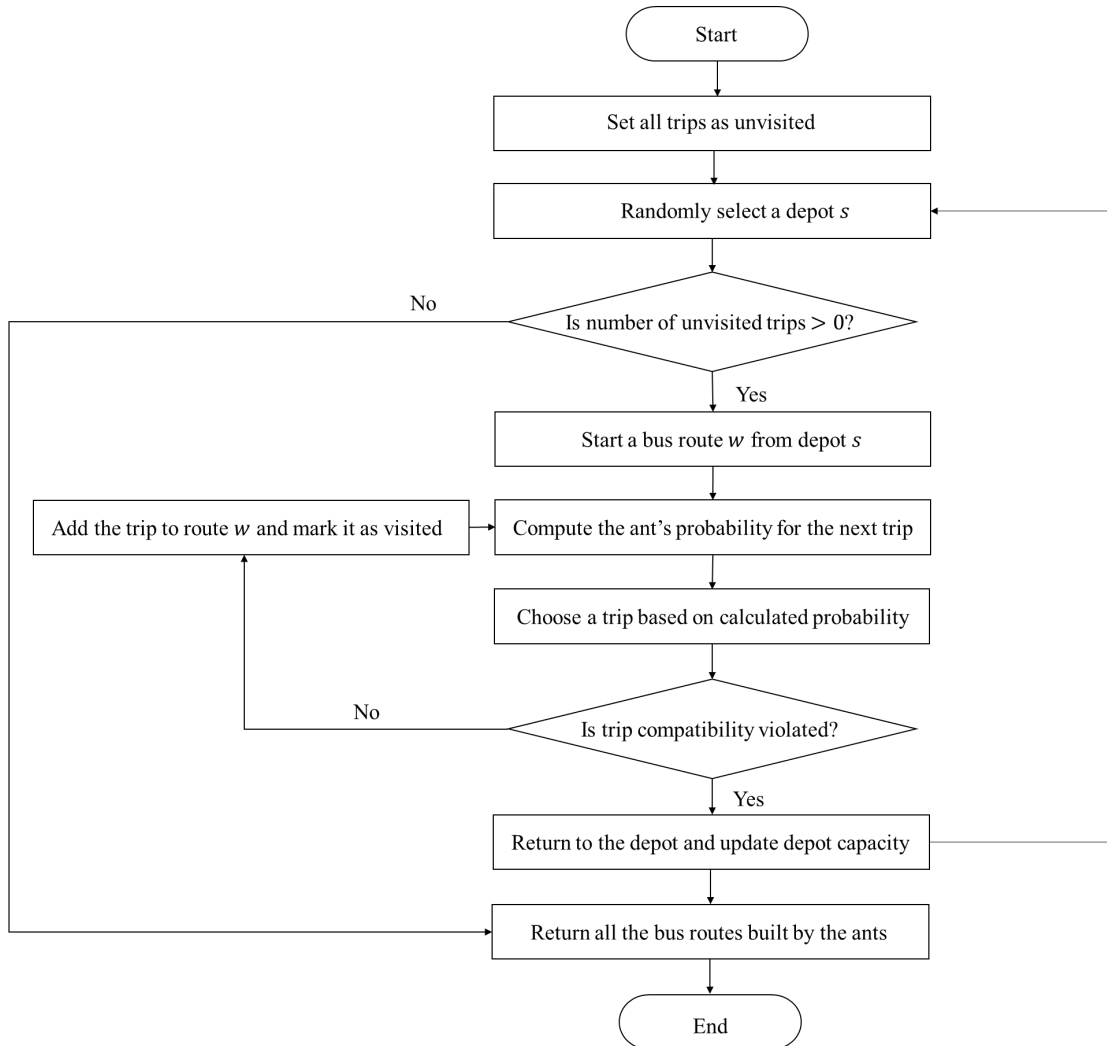 Start
Set all trips as unvisited
Randomly select a depot s
No
Is number of unvisited trips > 0?
Yes
Start a bus route w from depot s
Add the trip to route w and mark it as visited
Compute the ant’s probability for the next trip
Choose a trip based on calculated probability
No
Is trip compatibility violated?
Yes
Return to the depot and update depot capacity
Return all the bus routes built by the ants
End